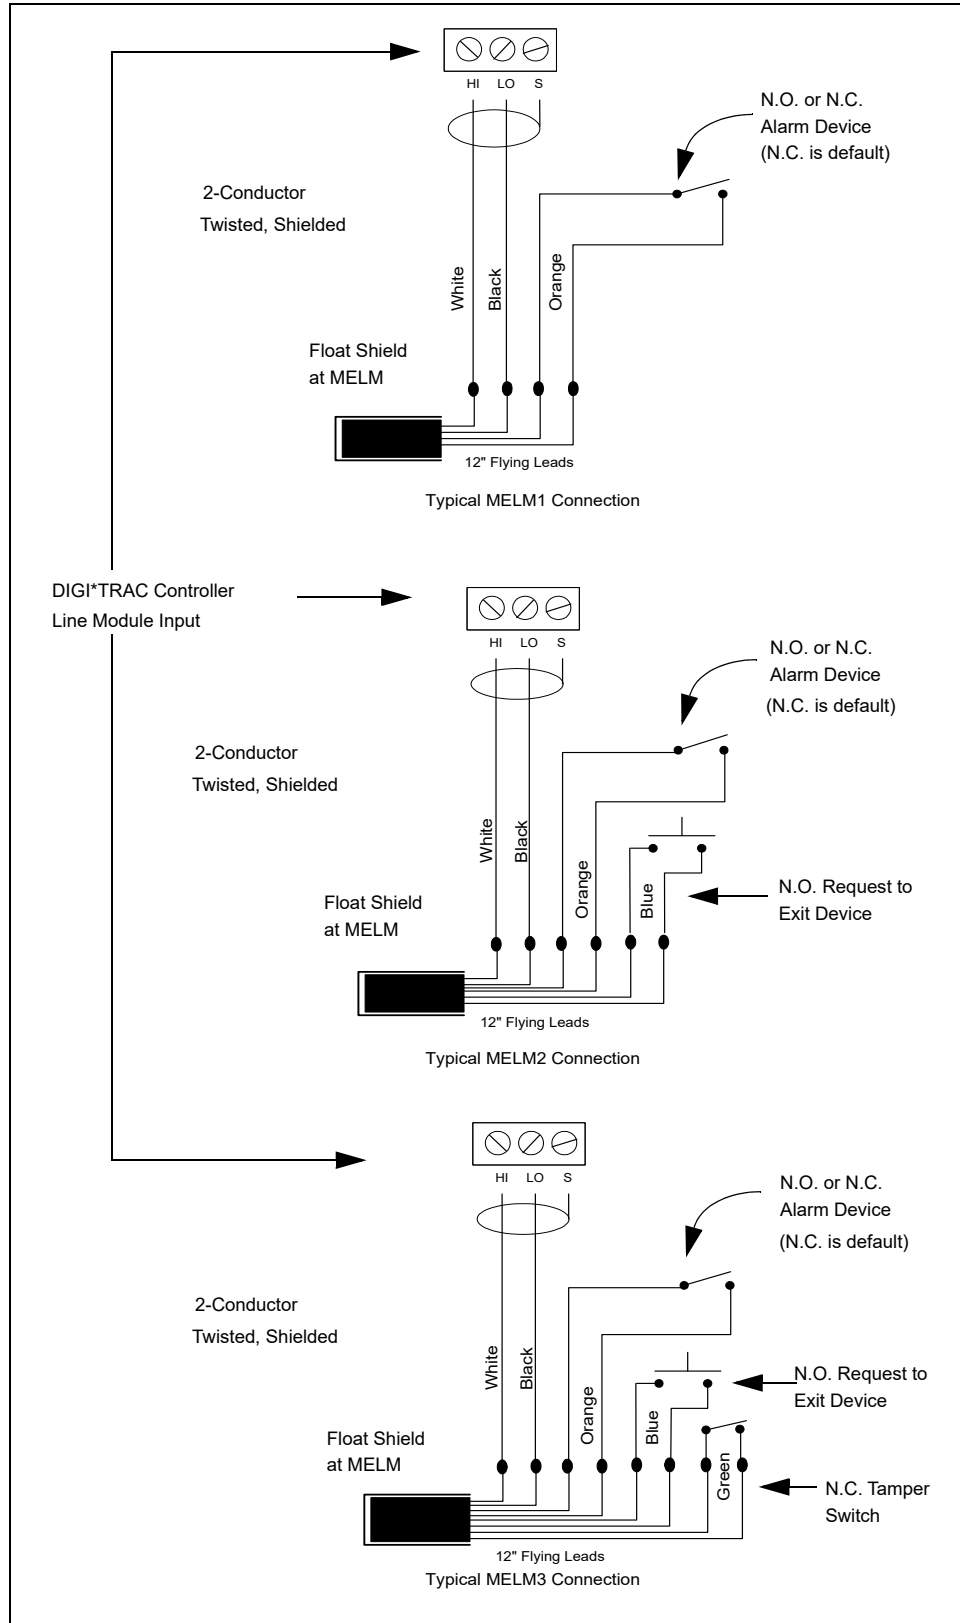 HI LO S
N.O. or N.C.
Alarm Device
(N.C. is default)
2-Conductor
Twisted, Shielded
White
Black
Orange
Float Shield
at MELM
12" Flying Leads
Typical MELM1 Connection
DIGI*TRAC Controller
Line Module Input
HI LO S
N.O. or N.C.
Alarm Device
(N.C. is default)
2-Conductor
Twisted, Shielded
White
Black
Orange
Blue
N.O. Request to
Exit Device
Float Shield
at MELM
12" Flying Leads
Typical MELM2 Connection
HI LO S
N.O. or N.C.
Alarm Device
(N.C. is default)
2-Conductor
Twisted, Shielded
White
Black
Orange
Blue
Green
N.O. Request to
Exit Device
Float Shield
at MELM
N.C. Tamper
Switch
12" Flying Leads
Typical MELM3 Connection